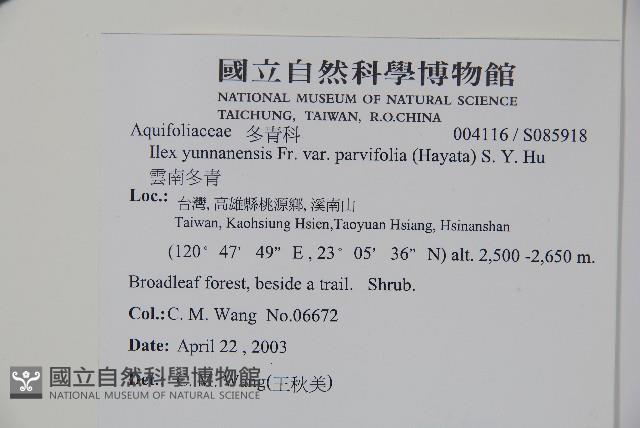 國立自然科學博物館
NATIONAL MUSEUM OF NATURAL SCIENCE
TAICHUNG, TAIWAN, R.O.CHINA
Aquifoliaceae 冬青科 004116 / S085918
Ilex yunnanensis Fr. var. parvifolia (Hayata) S. Y. Hu
雲南冬青
Loc.: 台灣, 高雄縣桃源鄉, 溪南山
Taiwan, Kaohsiung Hsien,Taoyuan Hsiang, Hsinanshan
(120° 47’ 49” E , 23° 05’ 36” N) alt. 2,500 -2,650 m.
Broadleaf forest, beside a trail. Shrub.
Col.: C. M. Wang No.06672
Date: April 22 , 2003
Det.: C. M. Wang(王秋美)
國立自然科學博物館
NATIONAL MUSEUM OF NATURAL SCIENCE